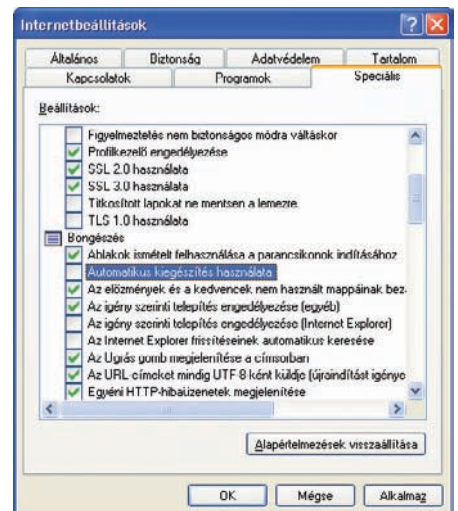 Internetbeállítások
Általános Biztonság Adatvédelem Tartalom
Kapcsolatok Programok Speciális
Beállítások:
Figyelmeztetés nem biztonságos módra váltáskor
Profilkezelő engedélyezése
SSL 2.0 használata
SSL 3.0 használata
Titkosított lapokat ne mentsen a lemezre
TLS 1.0 használata
Böngészés
Ablakok ismételt felhasználása a parancsikonok indításához
Automatikus kiegészítés használata
Az előzmények és a kedvencek nem használt mappáinak bez
Az igény szerinti telepítés engedélyezése (egyéb)
Az igény szerinti telepítés engedélyezése (Internet Explorer)
Az Internet Explorer frissítéseinek automatikus keresése
Az Ugrás gomb megjelenítése a címsorban
Az URL-címeket mindig UTF-8-ként küldje (újraindítást igénye
Egyéni HTTP-hibaüzenetek megjelenítése
Alapértelmezések visszaállítása
OK Mégse Alkalmaz